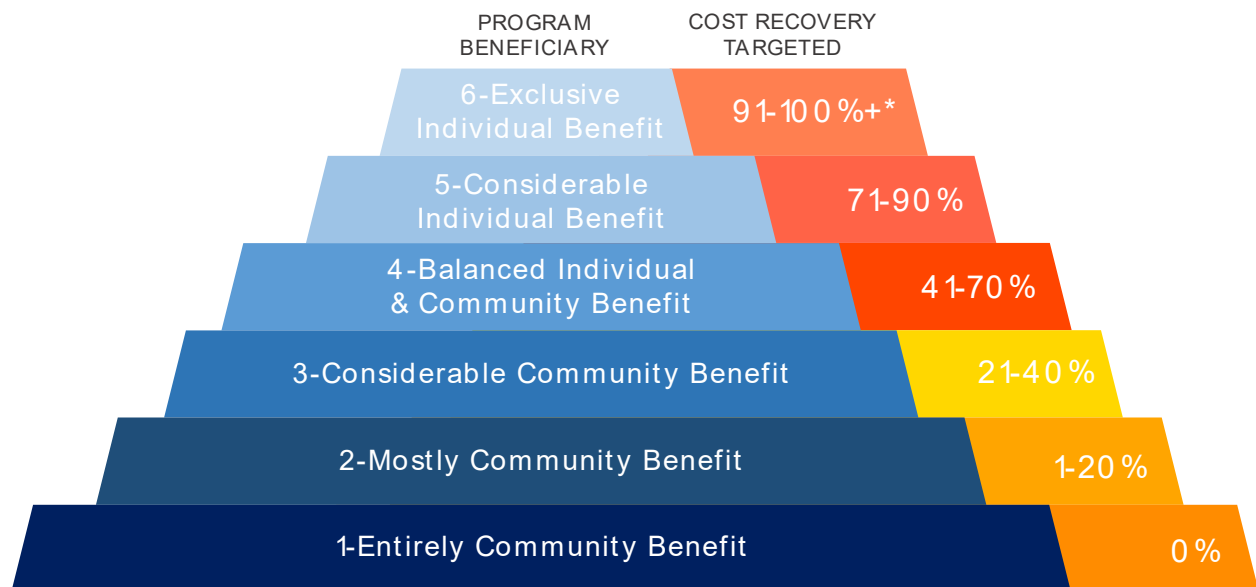 PROGRAM
BENEFICIARY
COST RECOVERY
TARGETED
6-Exclusive
Individual Benefit
91-100%+*
5-Considerable
Individual Benefit
71-90%
4-Balanced Individual
& Community Benefit
41-70%
3-Considerable Community Benefit
21-40%
2-Mostly Community Benefit
1-20%
1-Entirely Community Benefit
0%